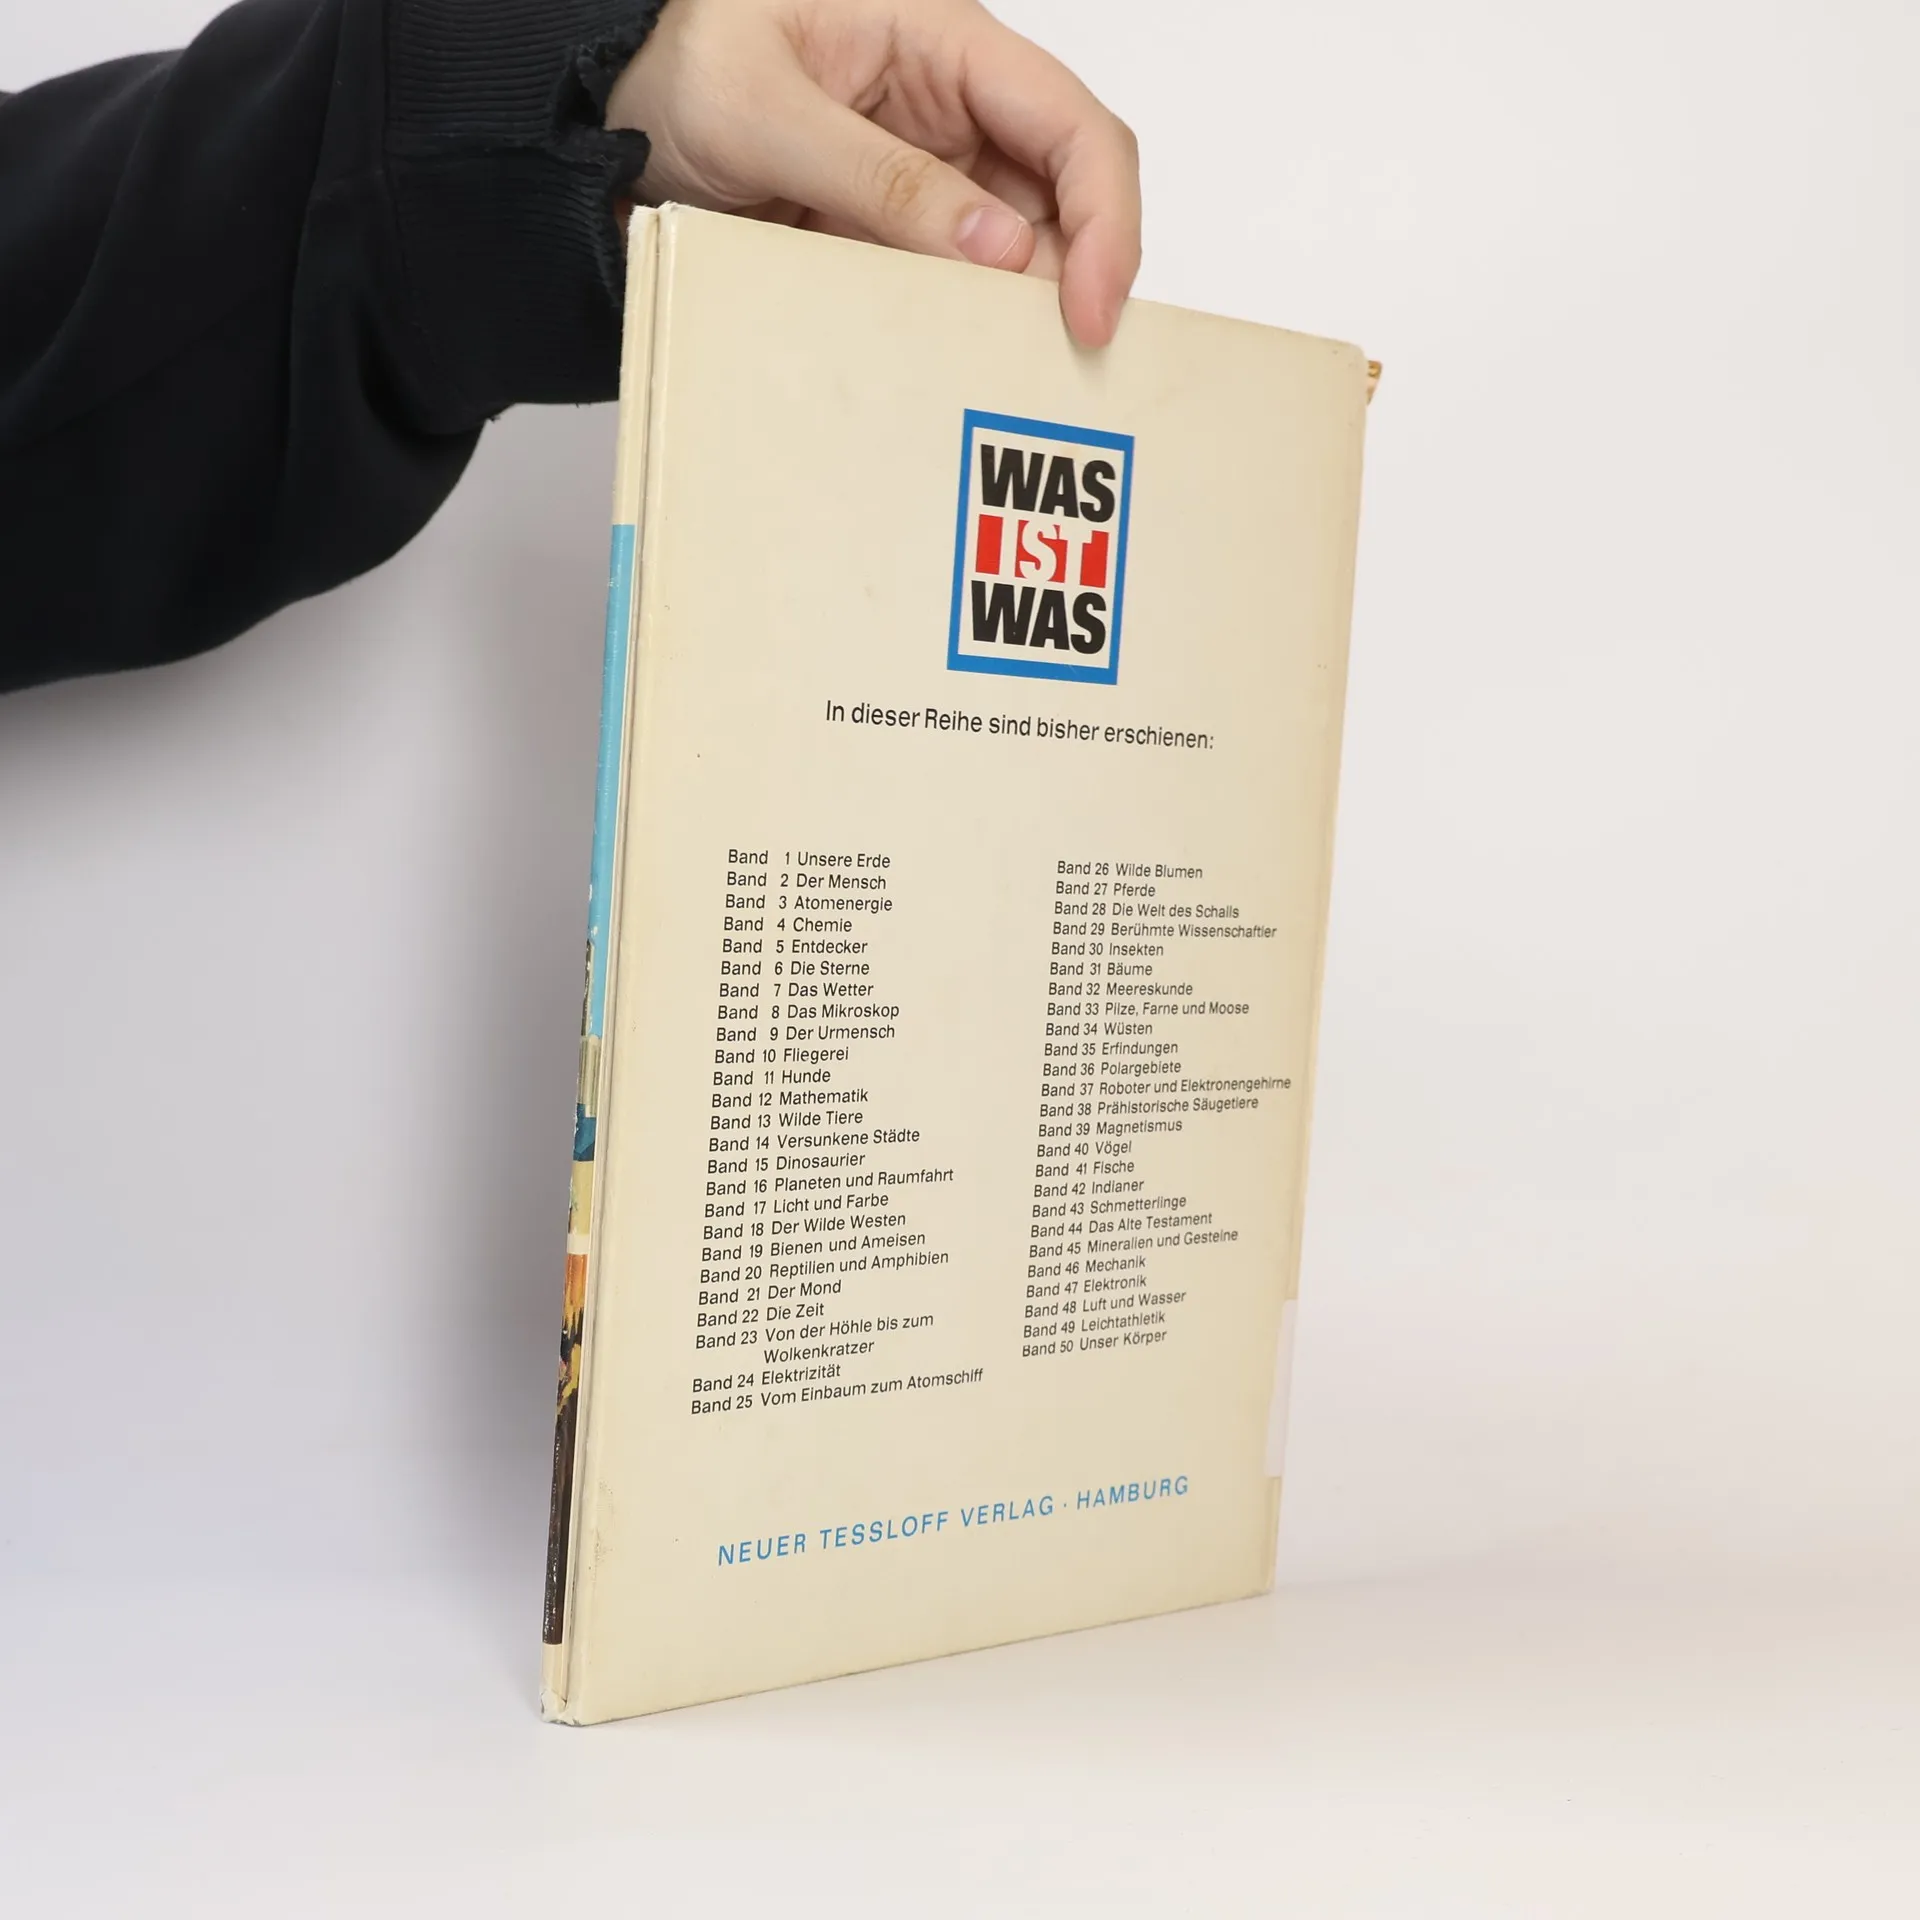 WAS
IST
WAS
In dieser Reihe sind bisher erschienen:
Band 1 Unsere Erde
Band 2 Der Mensch
Band 3 Atomenergie
Band 4 Chemie
Band 5 Entdecker
Band 6 Die Sterne
Band 7 Das Wetter
Band 8 Das Mikroskop
Band 9 Der Urmensch
Band 10 Fliegerei
Band 11 Hunde
Band 12 Mathematik
Band 13 Wilde Tiere
Band 14 Versunkene Städte
Band 15 Dinosaurier
Band 16 Planeten und Raumfahrt
Band 17 Licht und Farbe
Band 18 Der Wilde Westen
Band 19 Bienen und Ameisen
Band 20 Reptilien und Amphibien
Band 21 Der Mond
Band 22 Die Zeit
Band 23 Von der Höhle bis zum
Wolkenkratzer
Band 24 Elektrizität
Band 25 Vom Einbaum zum Atomschiff
Band 26 Wilde Blumen
Band 27 Pferde
Band 28 Die Welt des Schalls
Band 29 Berühmte Wissenschaftler
Band 30 Insekten
Band 31 Bäume
Band 32 Meereskunde
Band 33 Pilze, Farne und Moose
Band 34 Wüsten
Band 35 Erfindungen
Band 36 Polargebiete
Band 37 Roboter und Elektronengehirne
Band 38 Prähistorische Säugetiere
Band 39 Magnetismus
Band 40 Vögel
Band 41 Fische
Band 42 Indianer
Band 43 Schmetterlinge
Band 44 Das Alte Testament
Band 45 Mineralien und Gesteine
Band 46 Mechanik
Band 47 Elektronik
Band 48 Luft und Wasser
Band 49 Leichtathletik
Band 50 Unser Körper
NEUER TESSLOFF VERLAG · HAMBURG